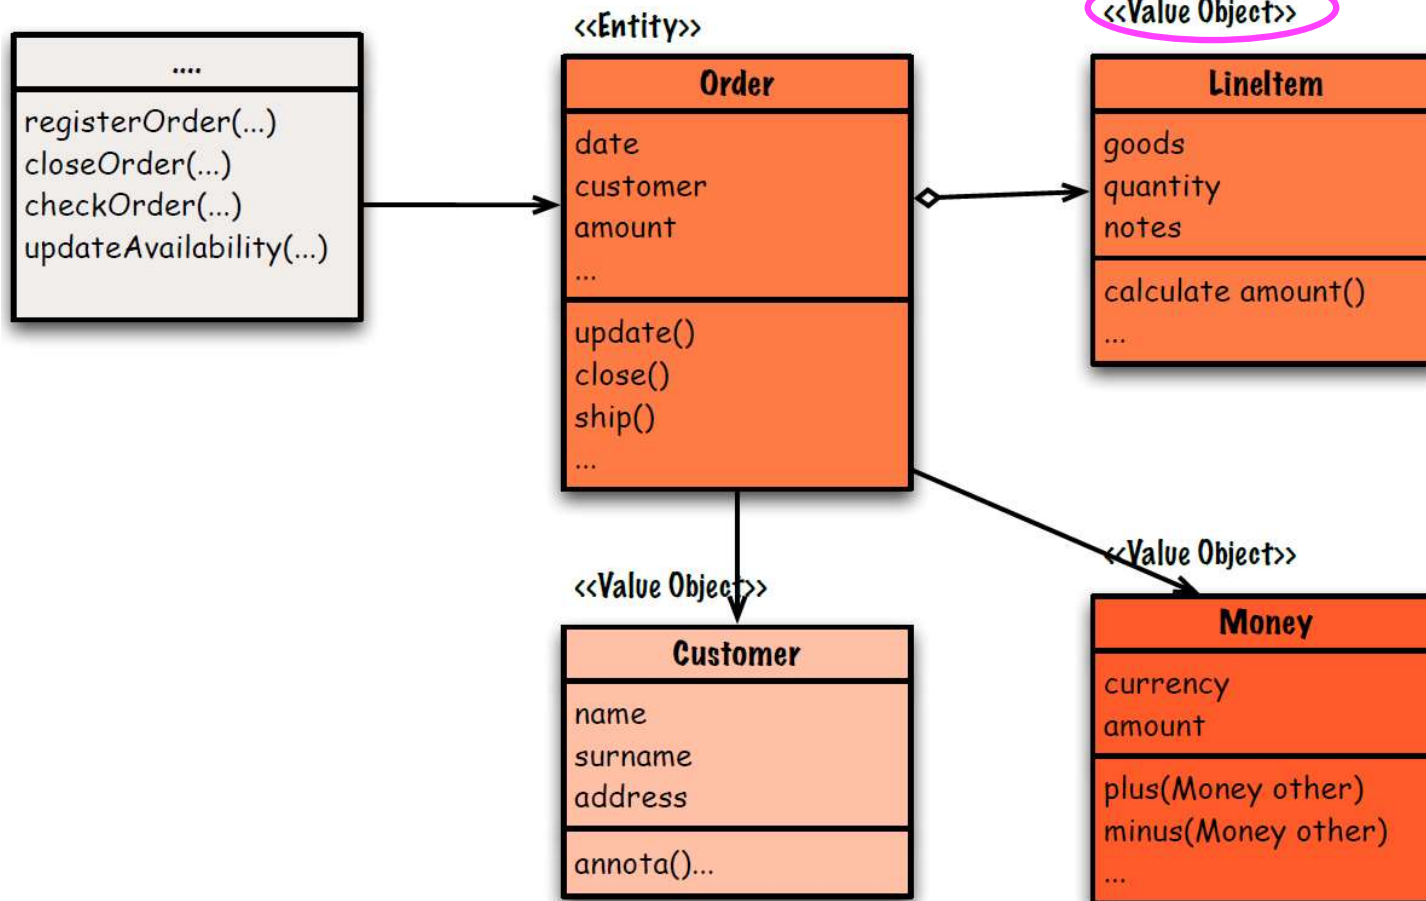 ....
registerOrder(...)
closeOrder(...)
checkOrder(...)
updateAvailability(...)
<<Entity>>
Order
date
customer
amount
...
update()
close()
ship()
...
<<Value Object>>
LineItem
goods
quantity
notes
calculate amount()
...
<<Value Object>>
Customer
name
surname
address
annota()...
<<Value Object>>
Money
currency
amount
plus(Money other)
minus(Money other)
...